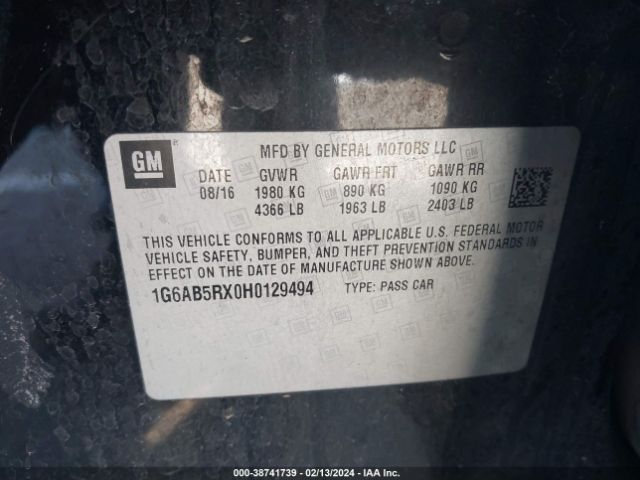 GM
MFD BY GENERAL MOTORS LLC
DATE GVWR GAWR FRT GAWR RR
08/16 1980 KG 890 KG 1090 KG
4366 LB 1963 LB 2403 LB
THIS VEHICLE CONFORMS TO ALL APPLICABLE U.S. FEDERAL MOTOR
VEHICLE SAFETY, BUMPER, AND THEFT PREVENTION STANDARDS IN
EFFECT ON THE DATE OF MANUFACTURE SHOWN ABOVE.
1G6AB5RX0H0129494 TYPE: PASS CAR
000-38741739 - 02/13/2024 - IAA Inc.